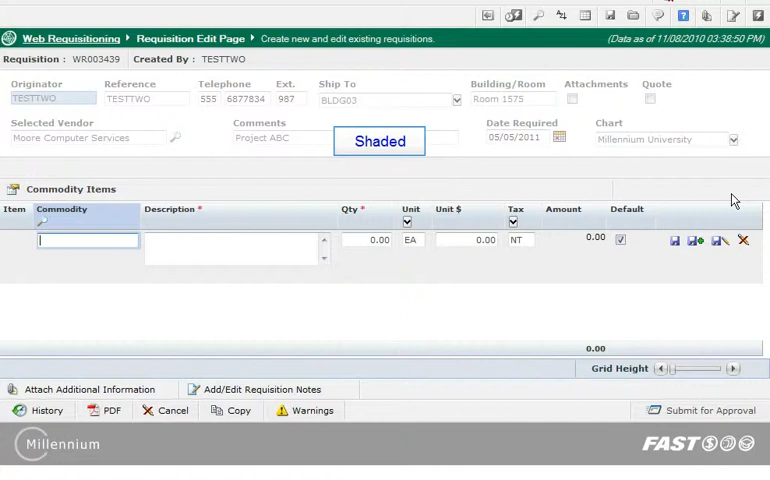 Web Requisitioning Requisition Edit Page Create new and edit existing requisitions. (Data as of 11/08/2010 03:38:50 PM)
Requisition : WR003439 Created By : TESTTWO
Originator Reference Telephone Ext. Ship To Building/Room Attachments Quote
TESTTWO TESTTWO 555 6877834 987 BLDG03 Room 1575
Selected Vendor Comments Date Required Chart
Moore Computer Services Project ABC 05/05/2011 Millennium University
Shaded
Commodity Items
Item Commodity Description * Qty * Unit Unit $ Tax Amount Default
0.00 EA 0.00 NT 0.00
0.00
Grid Height
Attach Additional Information Add/Edit Requisition Notes
History PDF Cancel Copy Warnings Submit for Approval
Millennium FAST